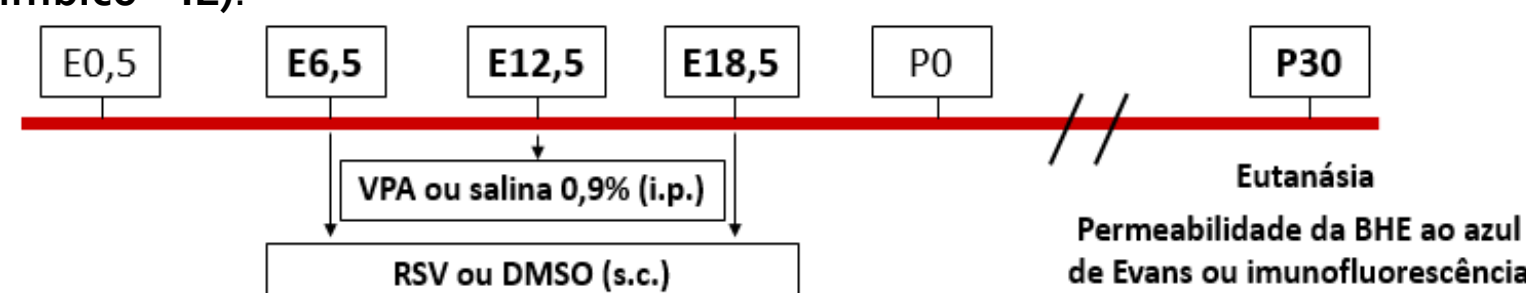 E0,5 E6,5 E12,5 E18,5 P0 P30
VPA ou salina 0,9% (i.p.)
RSV ou DMSO (s.c.)
Eutanásia
Permeabilidade da BHE ao azul
de Evans ou imunofluorescência